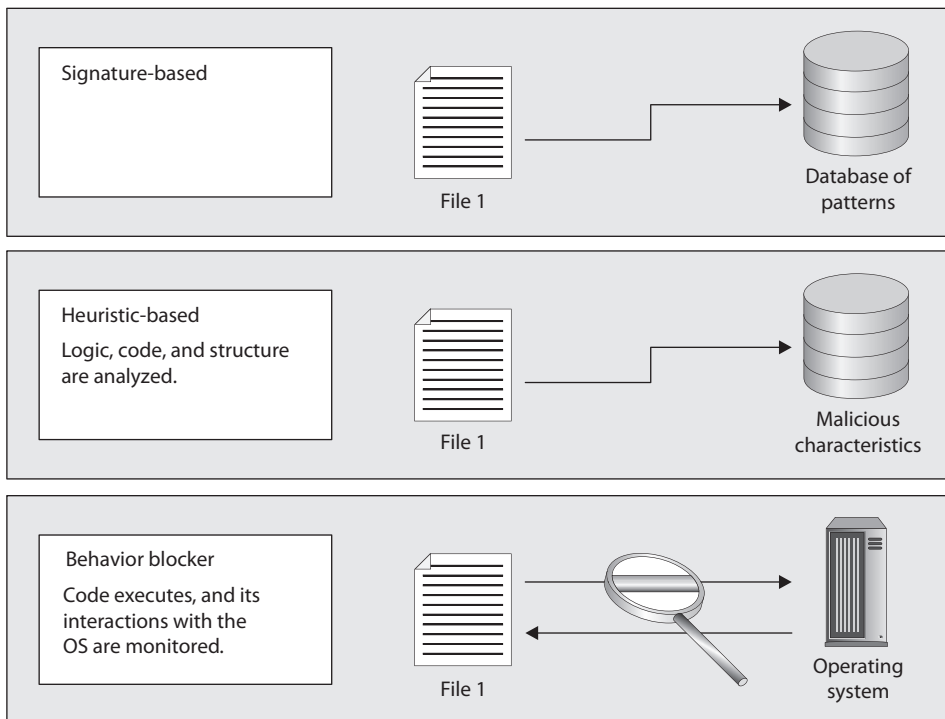 Signature-based
File 1
Database of
patterns
Heuristic-based
Logic, code, and structure
are analyzed.
File 1
Malicious
characteristics
Behavior blocker
Code executes, and its
interactions with the
OS are monitored.
File 1
Operating
system